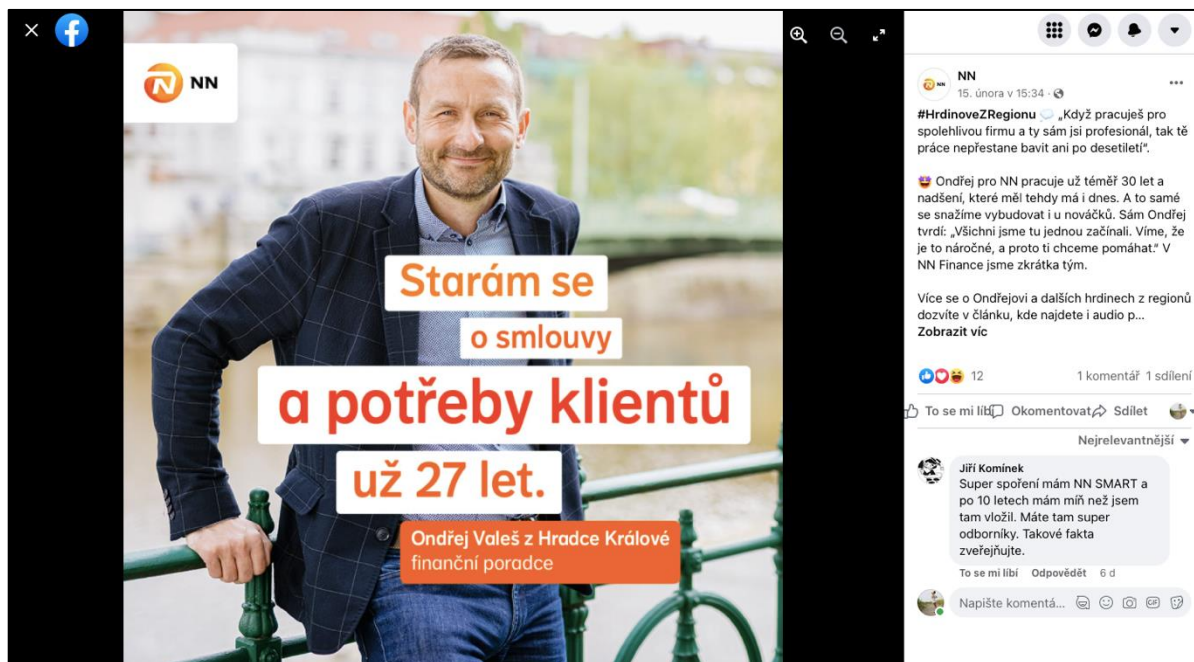 NN
Starám se
o smlouvy
a potřeby klientů
už 27 let.
Ondřej Valeš z Hradce Králové
finanční poradce
NN
NN
15. února v 15:34 ·
#HrdinoveZRegionu 💬 „Když pracuješ pro
spolehlivou firmu a ty sám jsi profesionál, tak tě
práce nepřestane bavit ani po desetiletí“.
🤩 Ondřej pro NN pracuje už téměř 30 let a
nadšení, které měl tehdy má i dnes. A to samé
se snažíme vybudovat i u nováčků. Sám Ondřej
tvrdí: „Všichni jsme tu jednou začínali. Víme, že
je to náročné, a proto ti chceme pomáhat.“ V
NN Finance jsme zkrátka tým.
Více se o Ondřejovi a dalších hrdinech z regionů
dozvíte v článku, kde najdete i audio p...
Zobrazit víc
12 1 komentář 1 sdílení
To se mi líbí Okomentovat Sdílet
Nejrelevantnější
Jiří Komínek
Super spoření mám NN SMART a
po 10 letech mám míň než jsem
tam vložil. Máte tam super
odborníky. Takové fakta
zveřejňujte.
To se mi líbí Odpovědět 6 d
Napište komentá... GIF